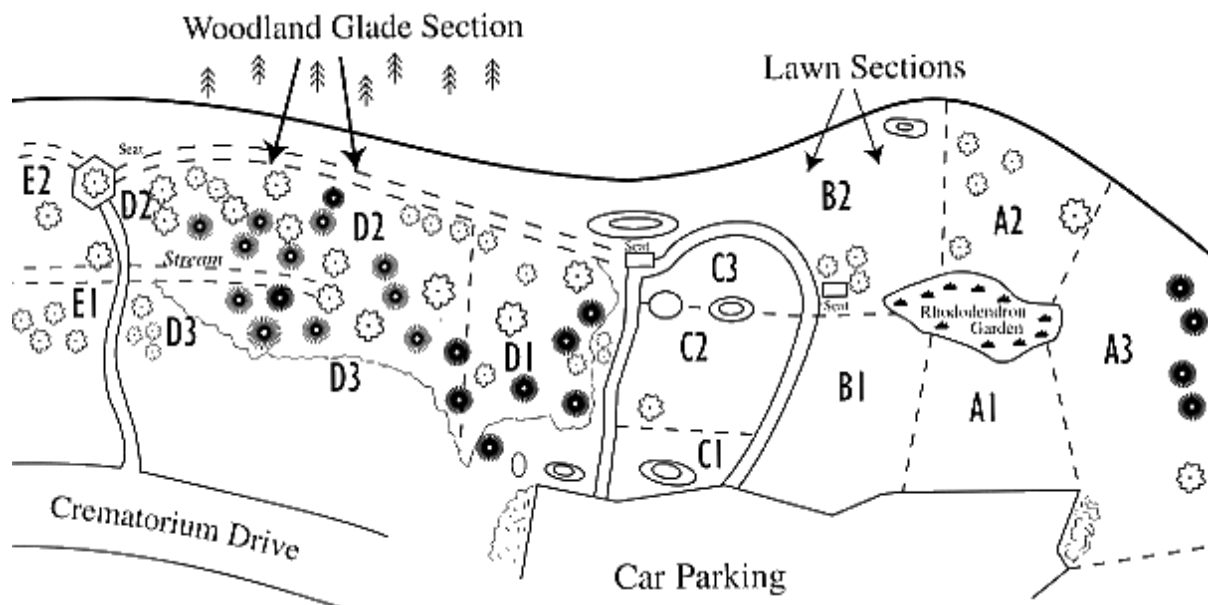 Woodland Glade Section
Lawn Sections
Seat
E2
D2
D2
B2
A2
Stream
Seat
C3
Seat
Rhododendron
Garden
E1
D3
D3
D1
C2
B1
A1
A3
C1
Crematorium Drive
Car Parking